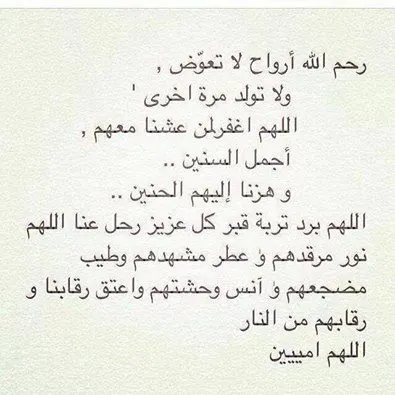 رحم الله أرواح لا تعوّض ,
ولا تولد مرة اخرى '
اللهم اغفرلمن عشنا معهم ,
أجمل السنين ..
و هزنا إليهم الحنين ..
اللهم برد تربة قبر كل عزيز رحل عنا اللهم
نور مرقدهم و عطر مشهدهم وطيب
مضجعهم و آنس وحشتهم واعتق رقابنا و
رقابهم من النار
اللهم امييين